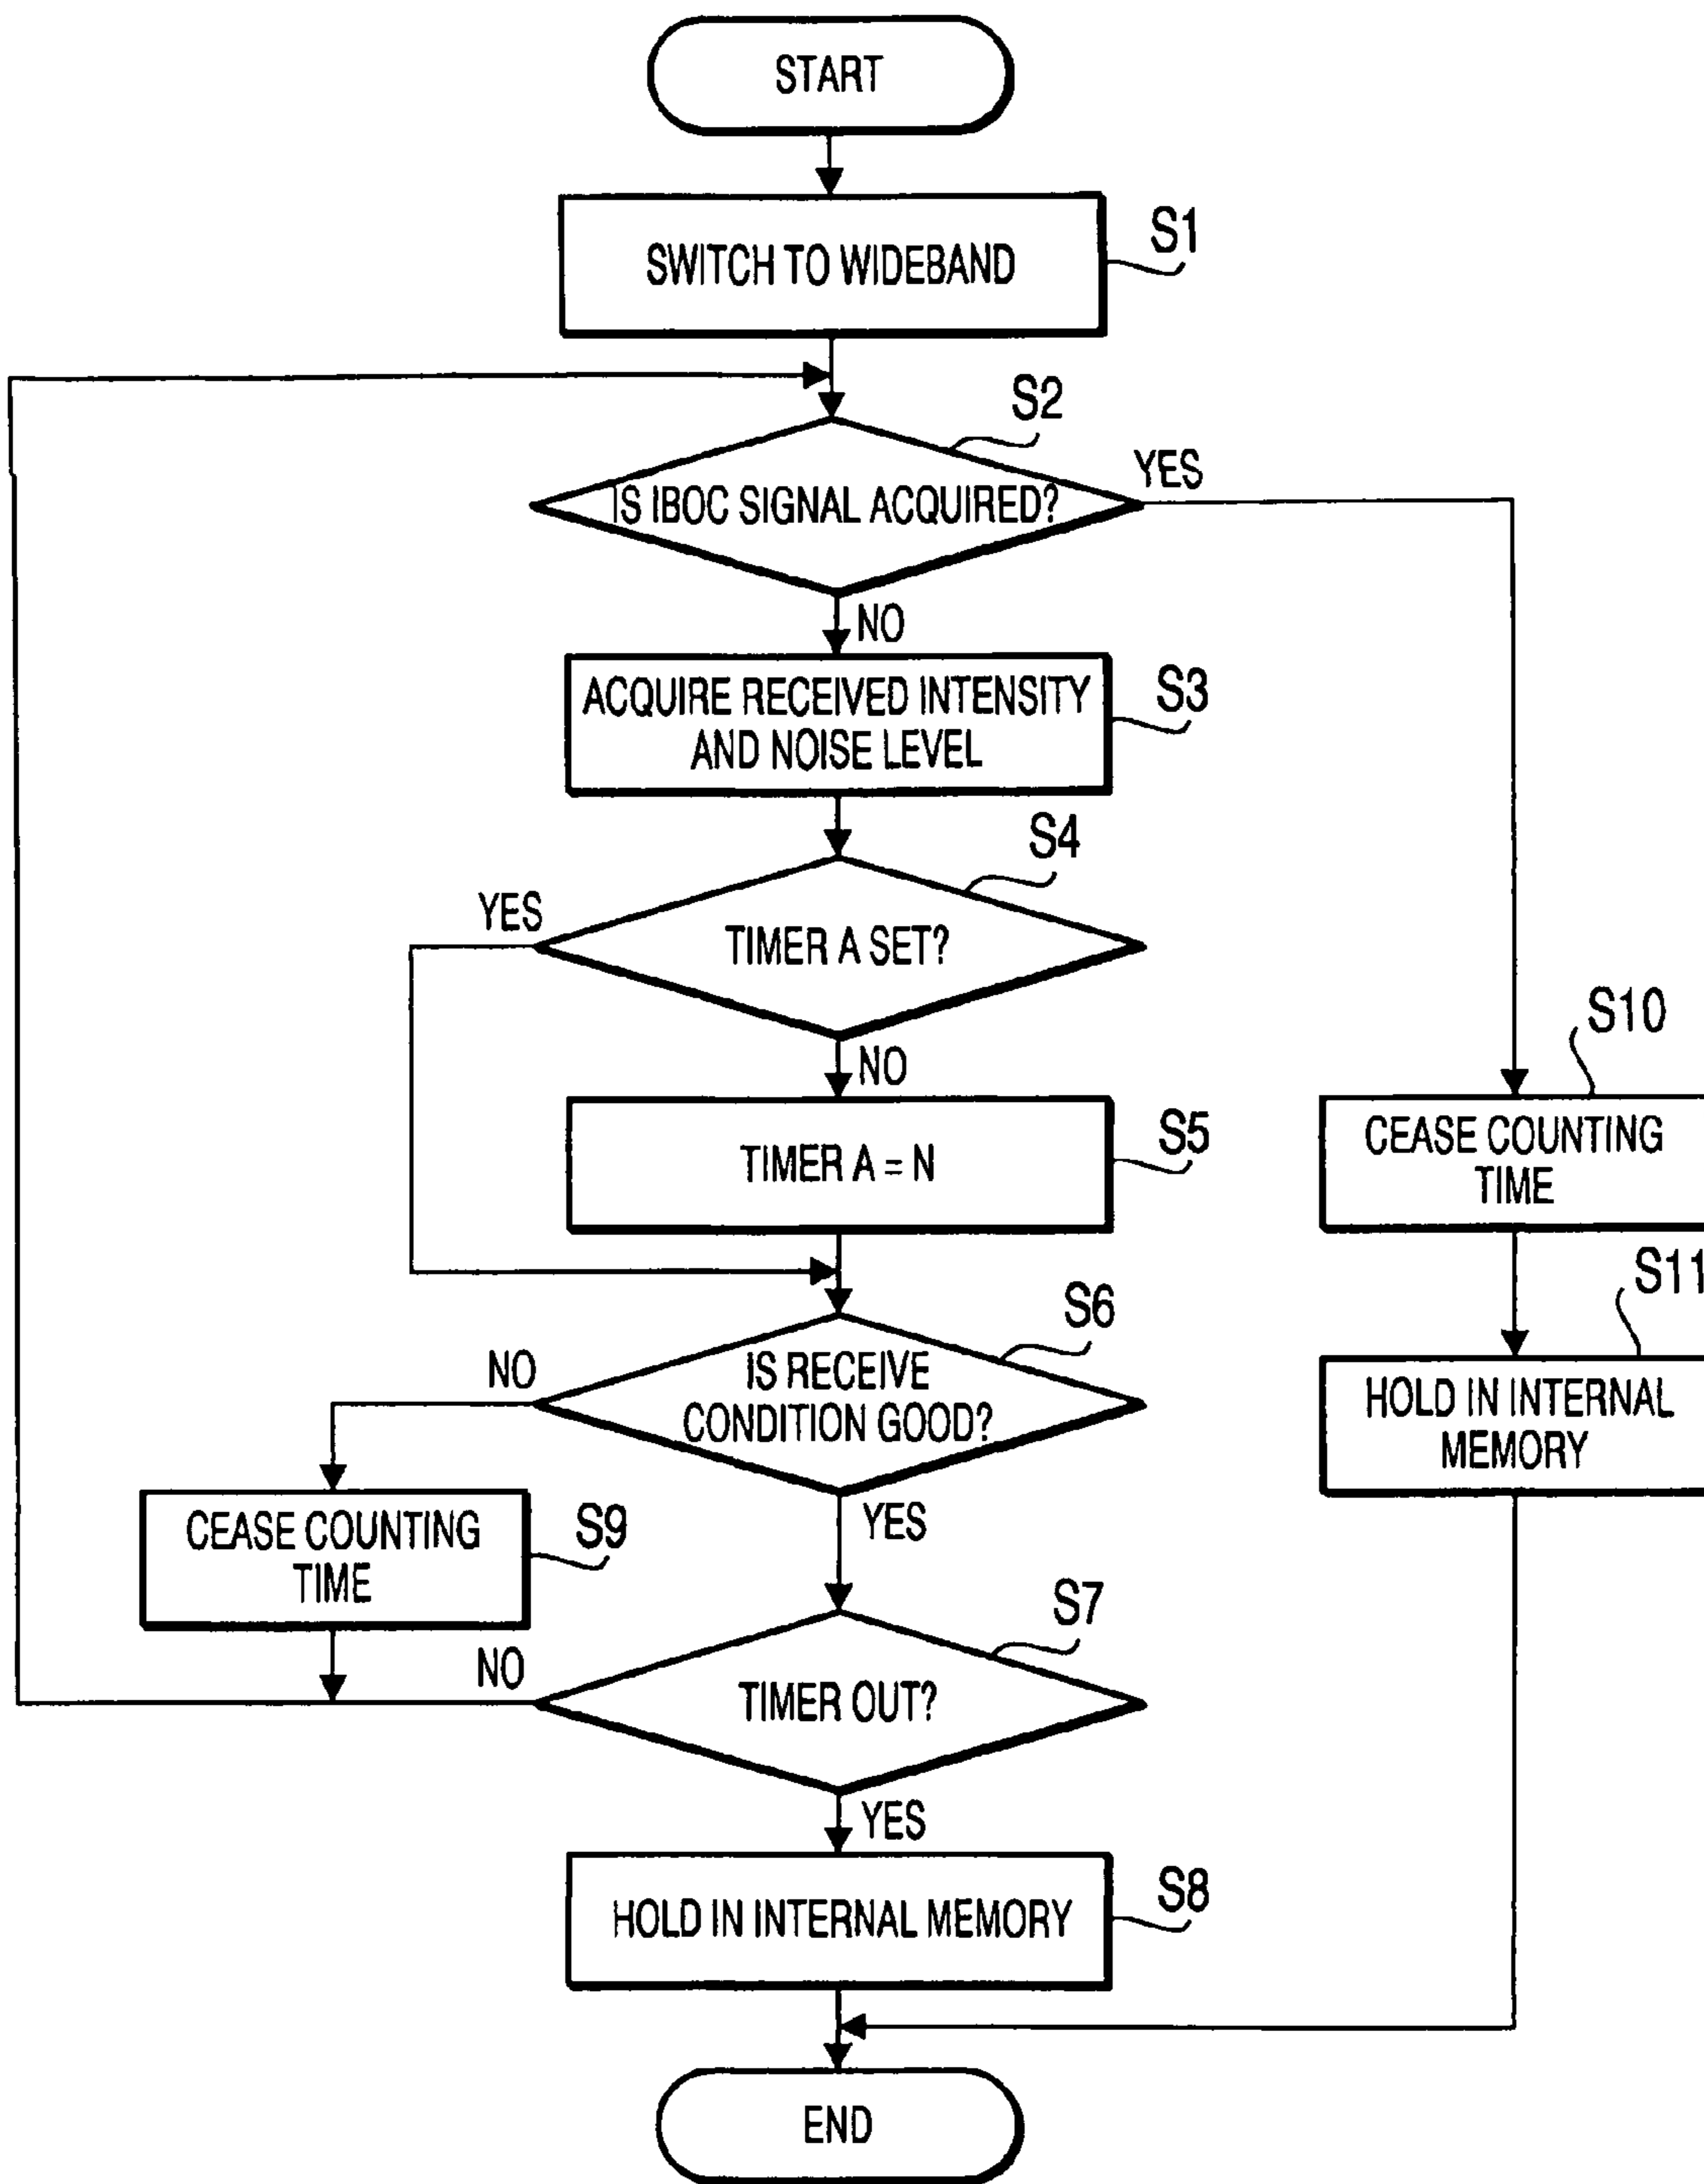 START
SWITCH TO WIDEBAND
S1
S2
IS IBOC SIGNAL ACQUIRED?
YES
NO
ACQUIRE RECEIVED INTENSITY
AND NOISE LEVEL
S3
S4
YES
TIMER A SET?
NO
TIMER A = N
S5
S10
CEASE COUNTING
TIME
S11
HOLD IN INTERNAL
MEMORY
S6
NO
IS RECEIVE
CONDITION GOOD?
YES
CEASE COUNTING
TIME
S9
S7
NO
TIMER OUT?
YES
HOLD IN INTERNAL MEMORY
S8
END